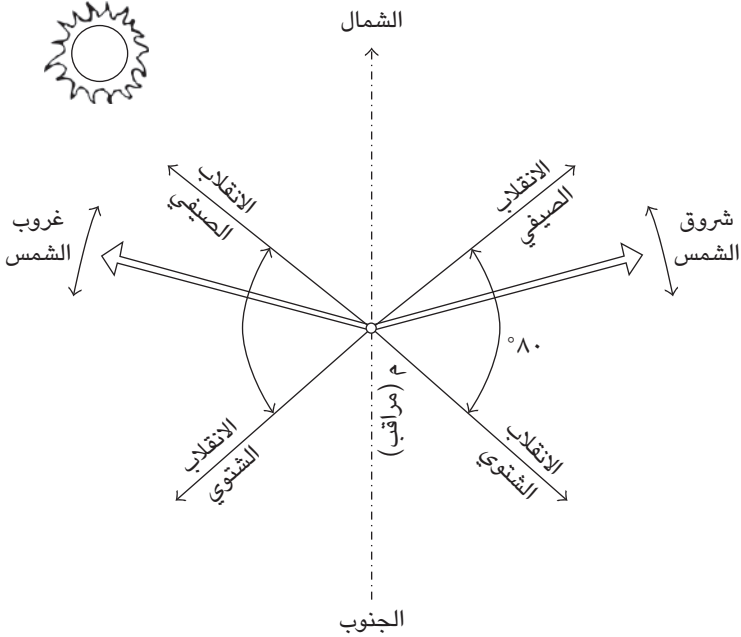 الشمال
الانقلاب
الصيفي
الانقلاب
الصيفي
شروق
الشمس
غروب
الشمس
°٨٠
م (مراقب)
الانقلاب
الشتوي
الانقلاب
الشتوي
الجنوب